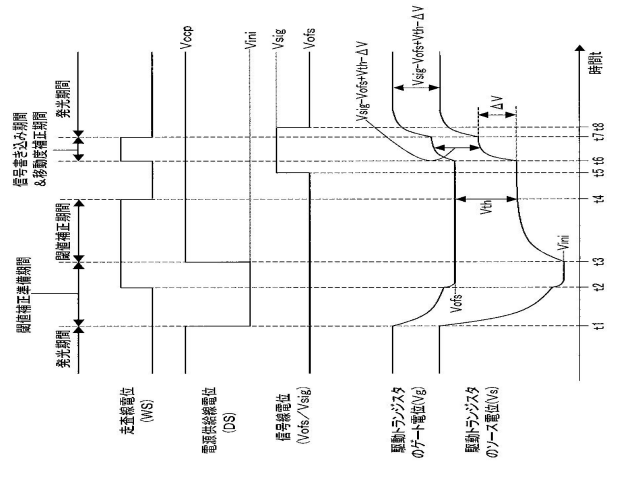 閾値補正準備期間
信号書き込み期間
&移動度補正期間
発光期間
閾値補正期間
発光期間
走査線電位
(WS)
電源供給線電位
(DS)
Vccp
Vini
信号線電位
(Vofs/Vsig)
Vsig
Vofs
駆動トランジスタ
のゲート電位(Vg)
Vofs
Vsig-Vofs+Vth-ΔV
Vsig-Vofs+Vth-ΔV
駆動トランジスタ
のソース電位(Vs)
Vini
Vth
ΔV
t1
t2
t3
t4
t5
t6
t7
t8
時間t